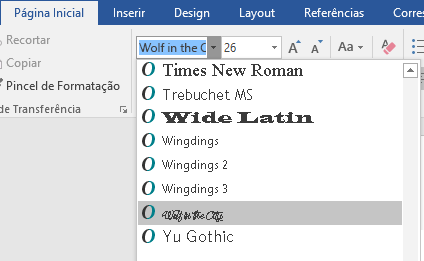 Página Inicial Inserir Design Layout Referências Corres
Recortar
Copiar
Pincel de Formatação
de Transferência
Wolf in the C 26 A A Aa
Times New Roman
Trebuchet MS
Wide Latin
Wingdings
Wingdings 2
Wingdings 3
Wolf in the City
Yu Gothic